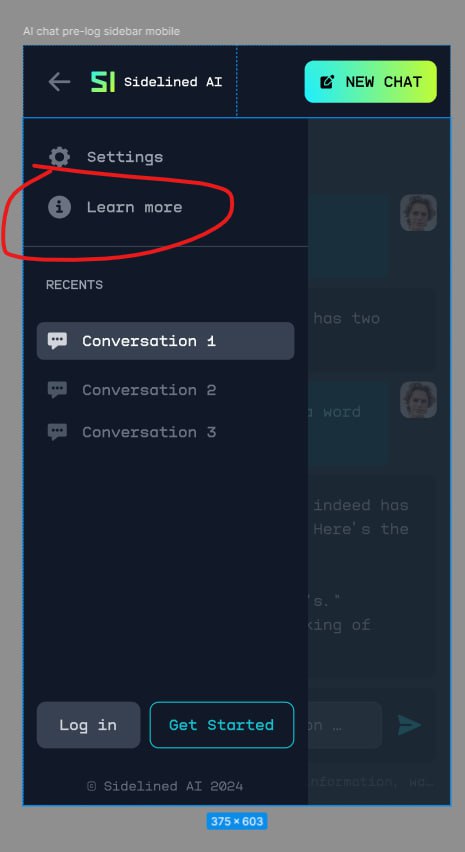 AI chat pre-log sidebar mobile
SI Sidelined AI
NEW CHAT
Settings
Learn more
RECENTS
has two
Conversation 1
Conversation 2
a word
Conversation 3
indeed has
Here's the
's."
king of
Log in
Get Started
on …
© Sidelined AI 2024
nformation, wa…
375 × 603